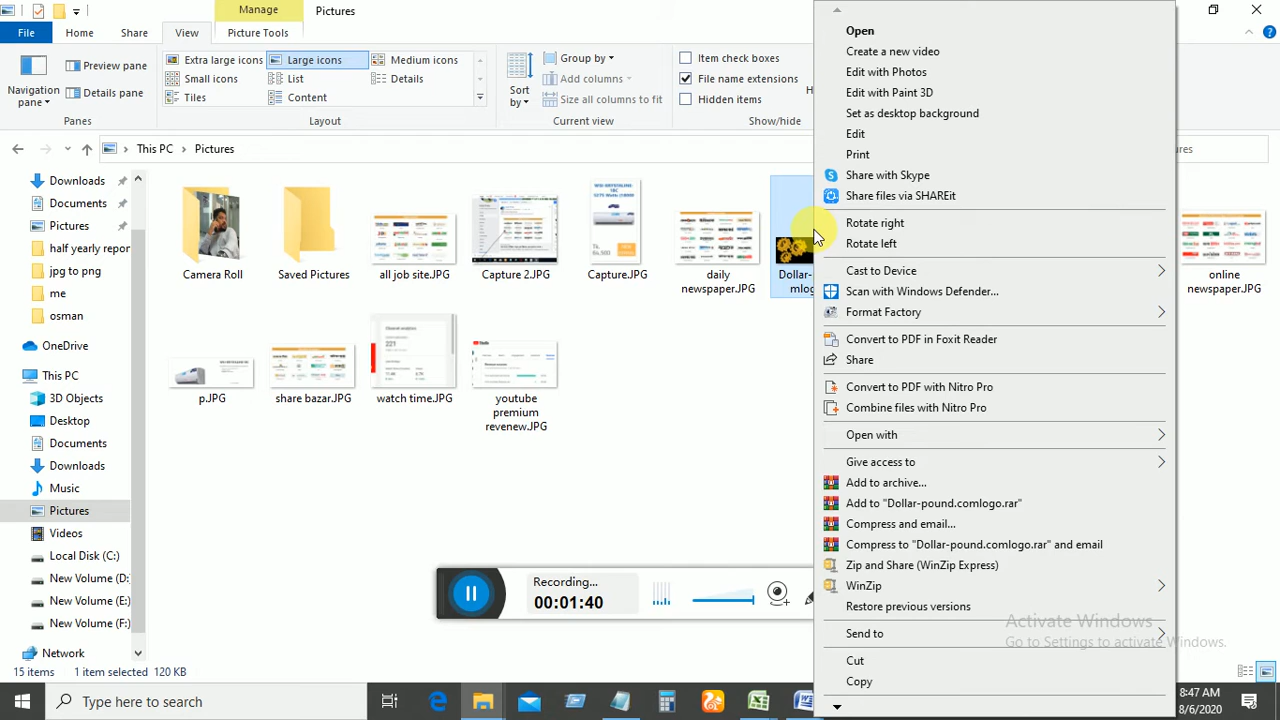 Manage
Pictures
File
Home
Share
View
Picture Tools
Navigation pane
Preview pane
Details pane
Panes
Extra large icons
Large icons
Medium icons
Small icons
List
Details
Tiles
Content
Layout
Sort by
Group by
Add columns
Size all columns to fit
Current view
Item check boxes
File name extensions
Hidden items
Show/hide
This PC
Pictures
Downloads
Documents
Pictures
half yearly repor
jpg to png
me
osman
OneDrive
This PC
3D Objects
Desktop
Documents
Downloads
Music
Pictures
Videos
Local Disk (C:)
New Volume (D:
New Volume (E:)
New Volume (F:)
Network
Camera Roll
Saved Pictures
all job site.JPG
Capture 2.JPG
Capture.JPG
daily
newspaper.JPG
Dollar-
mlog
online
newspaper.JPG
p.JPG
share bazar.JPG
watch time.JPG
youtube
premium
revenew.JPG
Open
Create a new video
Edit with Photos
Edit with Paint 3D
Set as desktop background
Edit
Print
Share with Skype
Share files via SHAREit
Rotate right
Rotate left
Cast to Device
Scan with Windows Defender...
Format Factory
Convert to PDF in Foxit Reader
Share
Convert to PDF with Nitro Pro
Combine files with Nitro Pro
Open with
Give access to
Add to archive...
Add to "Dollar-pound.comlogo.rar"
Compress and email...
Compress to "Dollar-pound.comlogo.rar" and email
Zip and Share (WinZip Express)
WinZip
Restore previous versions
Send to
Cut
Copy
Recording...
00:01:40
Activate Windows
Go to Settings to activate Windows.
15 items
1 item selected 120 KB
Type here to search
8:47 AM
8/6/2020